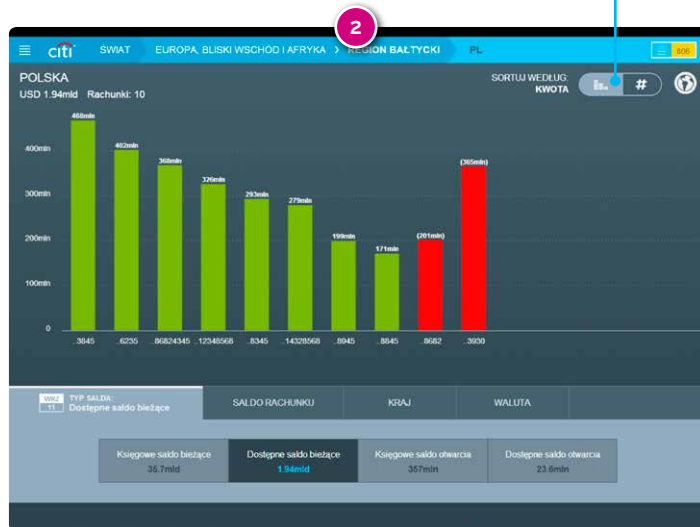 2
citi ŚWIAT EUROPA, BLISKI WSCHÓD I AFRYKA > REGION BAŁTYCKI PL 806
POLSKA
USD 1.94mld Rachunki: 10
SORTUJ WEDŁUG:
KWOTA
#
468mln
402mln
368mln
326mln
293mln
279mln
199mln
171mln
(201mln)
(365mln)
400mln
300mln
200mln
100mln
0
..3845 ..6235 ..86824345 ..12348568 ..8345 ..14328568 ..8945 ..8845 ..8682 ..3930
WRZ
11
TYP SALDA:
Dostępne saldo bieżące
SALDO RACHUNKU
KRAJ
WALUTA
Księgowe saldo bieżące
35.7mld
Dostępne saldo bieżące
1.94mld
Księgowe saldo otwarcia
357mln
Dostępne saldo otwarcia
23.6mln